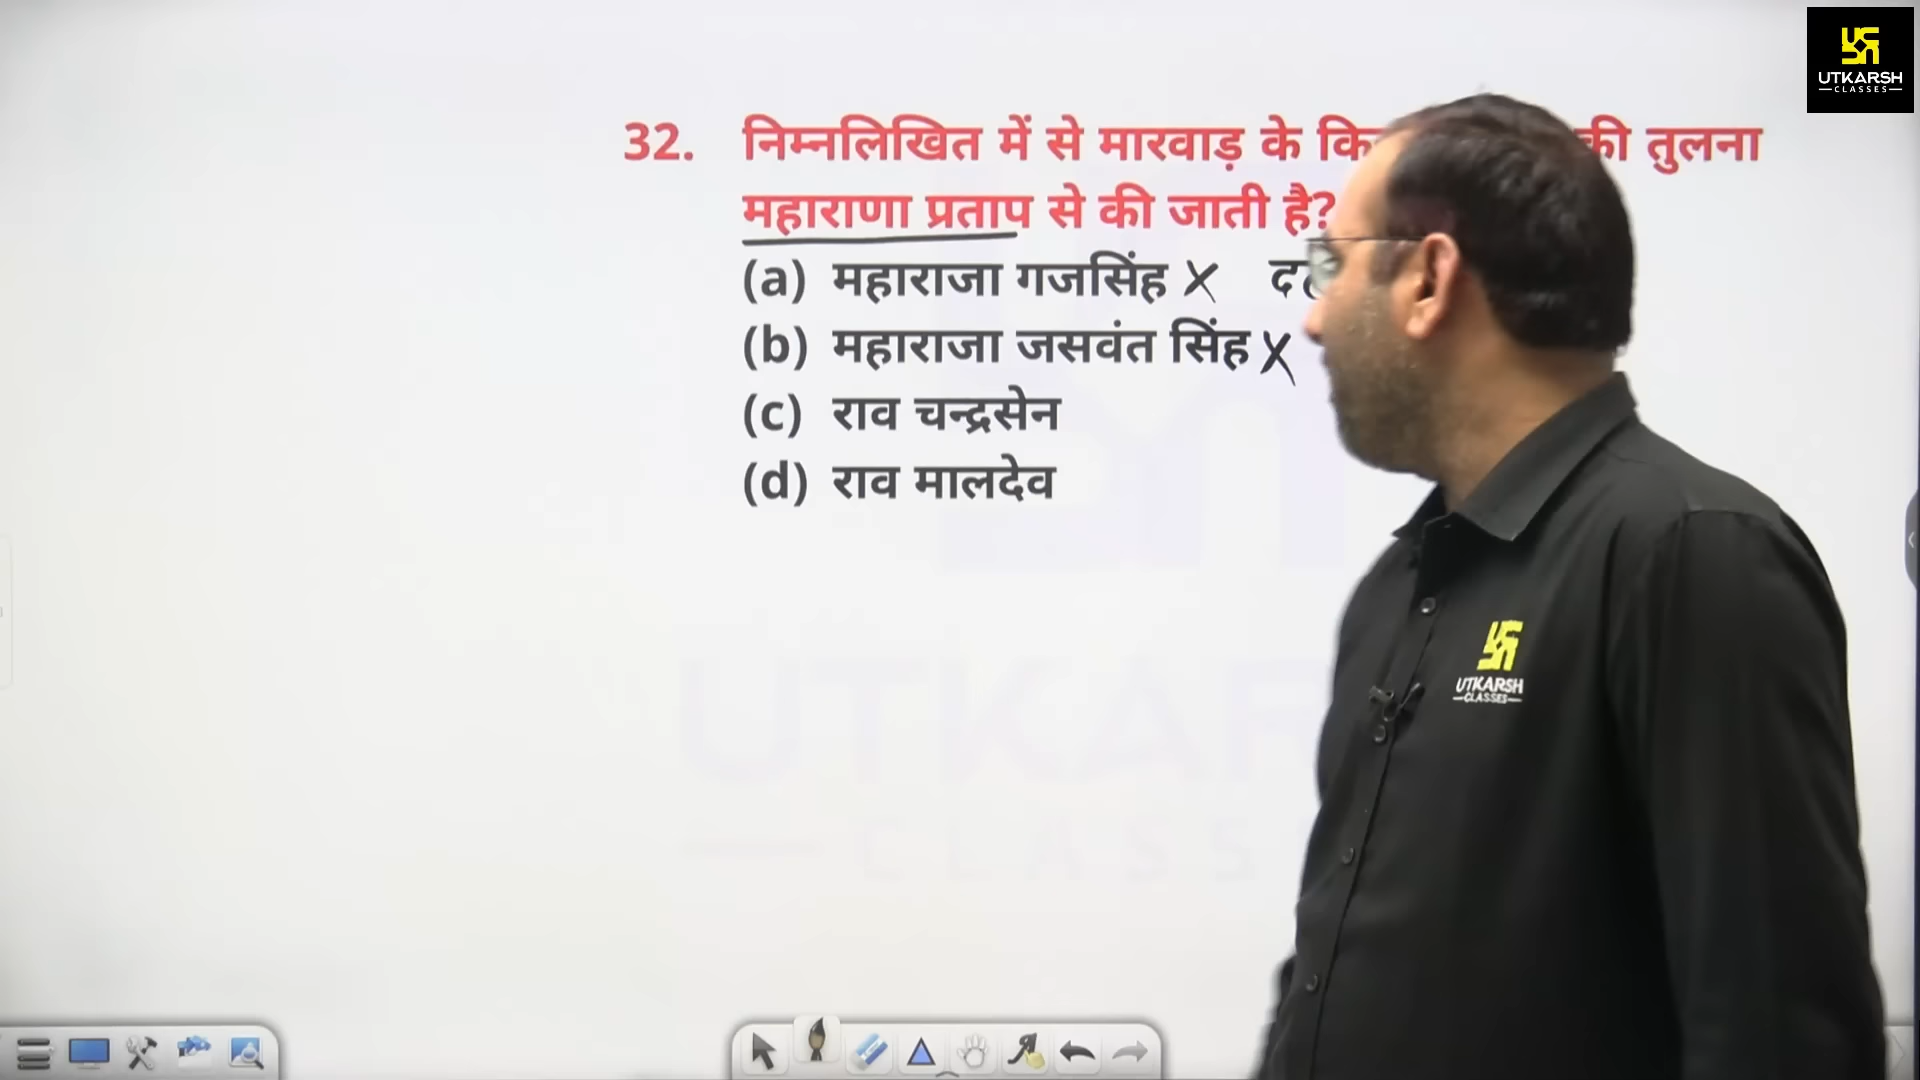 UTKARSH
CLASSES
32. निम्नलिखित में से मारवाड़ के की तुलना
महाराणा प्रताप से की जाती है?
(a) महाराजा गजसिंह X
(b) महाराजा जसवंत सिंह X
(c) राव चन्द्रसेन
(d) राव मालदेव
UTKARSH
CLASSES